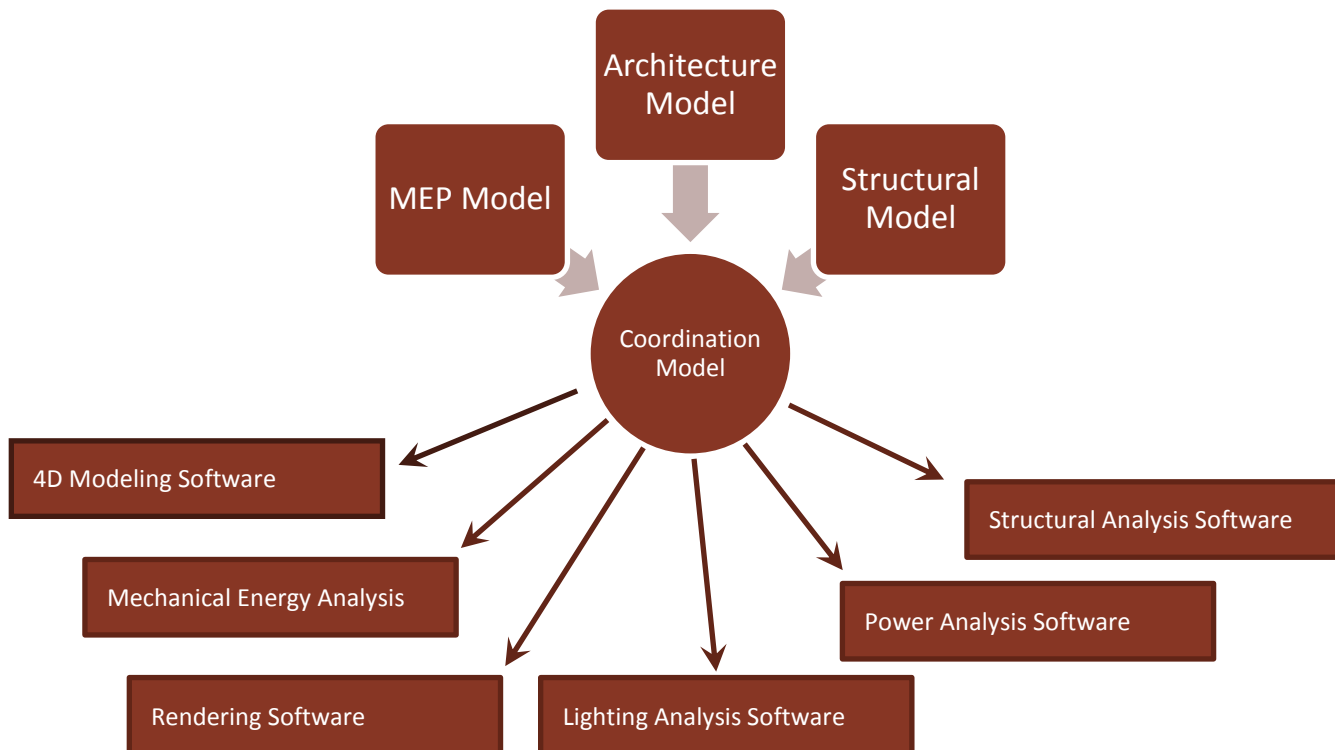 Architecture
Model
MEP Model
Structural
Model
Coordination
Model
4D Modeling Software
Structural Analysis Software
Mechanical Energy Analysis
Power Analysis Software
Rendering Software
Lighting Analysis Software